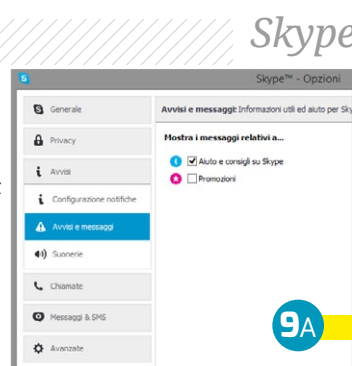 Skype
Skype™ - Opzioni
Generale
Privacy
Avvisi
Configurazione notifiche
Avvisi e messaggi
Suonerie
Chiamate
Messaggi & SMS
Avanzate
Avvisi e messaggi: Informazioni utili ed aiuto per Sky
Mostra i messaggi relativi a...
Aiuto e consigli su Skype
Promozioni
9A